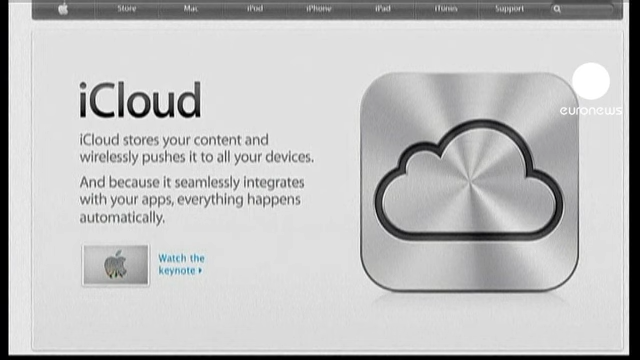 Store Mac iPod iPhone iPad iTunes Support
euronews
iCloud
iCloud stores your content and
wirelessly pushes it to all your devices.
And because it seamlessly integrates
with your apps, everything happens
automatically.
Watch the
keynote